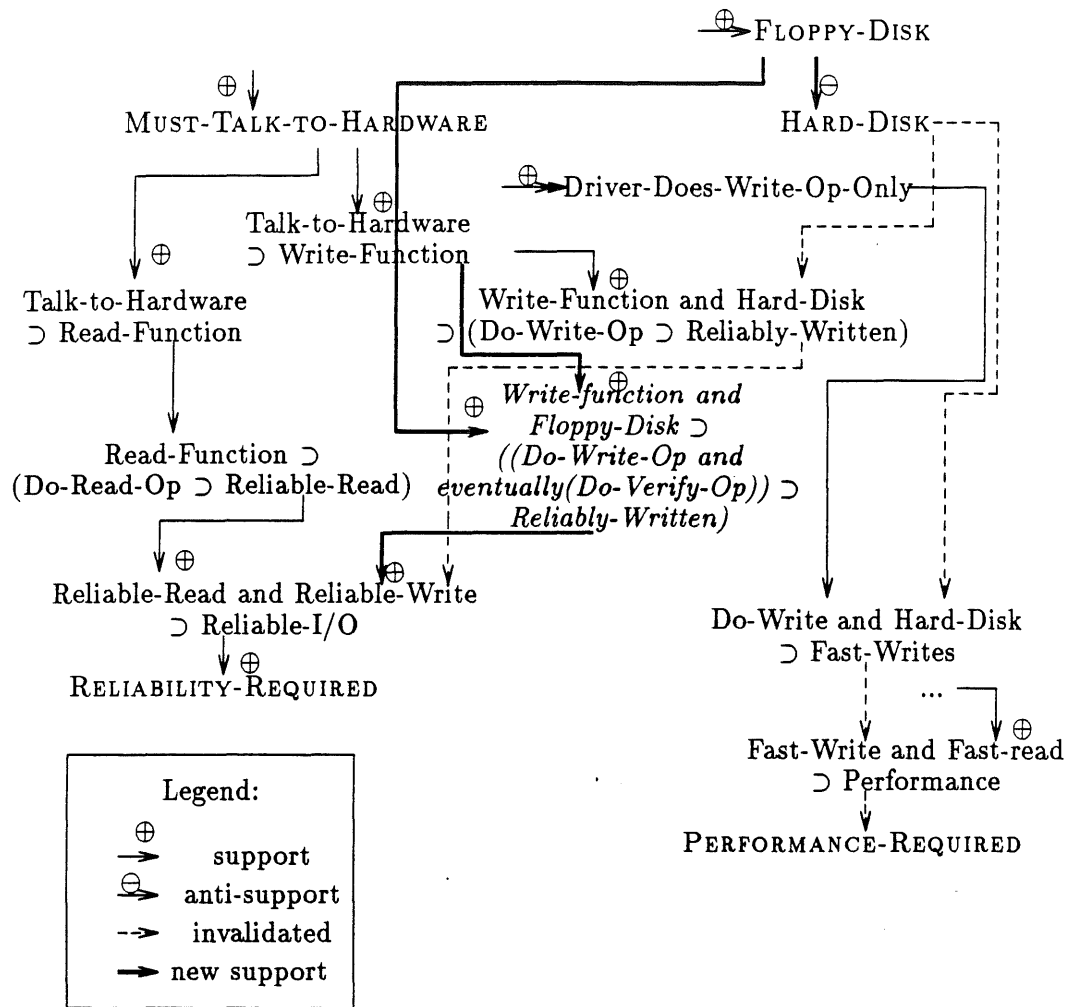 FLOPPY-DISK
MUST-TALK-TO-HARDWARE
HARD-DISK
Driver-Does-Write-Op-Only
Talk-to-Hardware
⊃ Write-Function
Talk-to-Hardware
⊃ Read-Function
Write-Function and Hard-Disk
⊃ (Do-Write-Op ⊃ Reliably-Written)
Write-function and
Floppy-Disk ⊃
((Do-Write-Op and
eventually(Do-Verify-Op)) ⊃
Reliably-Written)
Read-Function ⊃
(Do-Read-Op ⊃ Reliable-Read)
Reliable-Read and Reliable-Write
⊃ Reliable-I/O
RELIABILITY-REQUIRED
Do-Write and Hard-Disk
⊃ Fast-Writes
...
Fast-Write and Fast-read
⊃ Performance
PERFORMANCE-REQUIRED
Legend:
support
anti-support
invalidated
new support